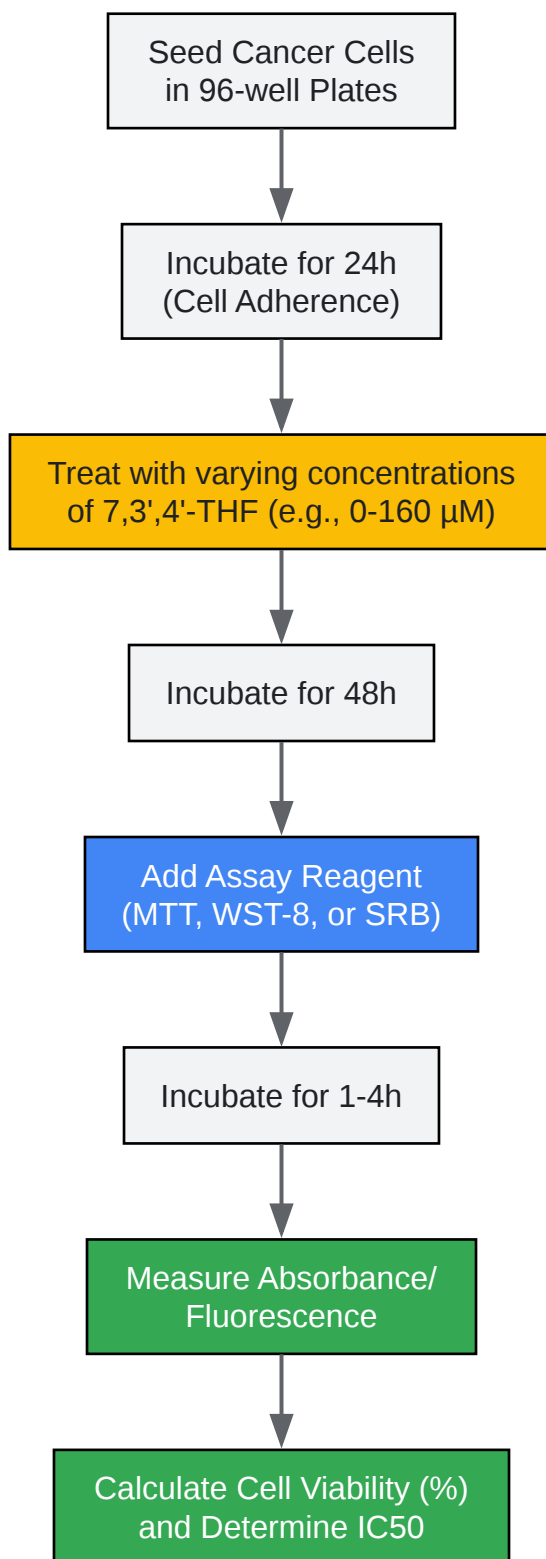 Seed Cancer Cells
in 96-well Plates
Incubate for 24h
(Cell Adherence)
Treat with varying concentrations
of 7,3',4'-THF (e.g., 0-160 µM)
Incubate for 48h
Add Assay Reagent
(MTT, WST-8, or SRB)
Incubate for 1-4h
Measure Absorbance/
Fluorescence
Calculate Cell Viability (%)
and Determine IC50